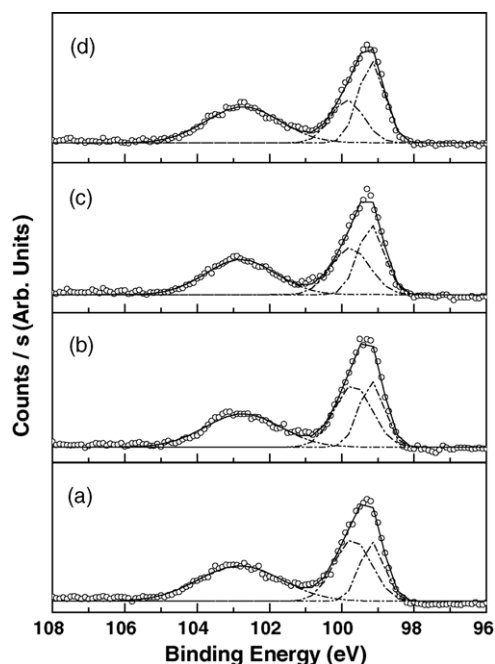 (d)
(c)
(b)
(a)
Counts / s (Arb. Units)
108 106 104 102 100 98 96
Binding Energy (eV)